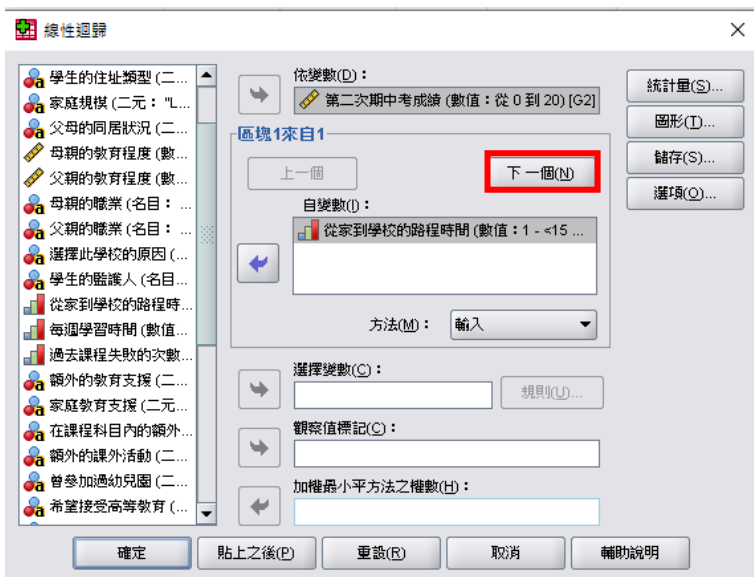 線性迴歸
學生的住址類型 (二...
家庭規模 (二元： "L...
父母的同居狀況 (二...
母親的教育程度 (數...
父親的教育程度 (數...
母親的職業 (名目： ...
父親的職業 (名目： ...
選擇此學校的原因 (...
學生的監護人 (名目...
從家到學校的路程時...
每週學習時間 (數值...
過去課程失敗的次數...
額外的教育支援 (二...
家庭教育支援 (二元...
在課程科目內的額外...
額外的課外活動 (二...
曾參加過幼兒園 (二...
希望接受高等教育 (...
依變數(D)：
第二次期中考成績 (數值：從 0 到 20) [G2]
區塊1來自1
上一個
下一個(N)
自變數(I)：
從家到學校的路程時間 (數值：1 - <15 ...
方法(M)：
輸入
選擇變數(C)：
規則(U)...
觀察值標記(C)：
加權最小平方法之權數(H)：
統計量(S)...
圖形(T)...
儲存(S)...
選項(O)...
確定
貼上之後(P)
重設(R)
取消
輔助說明